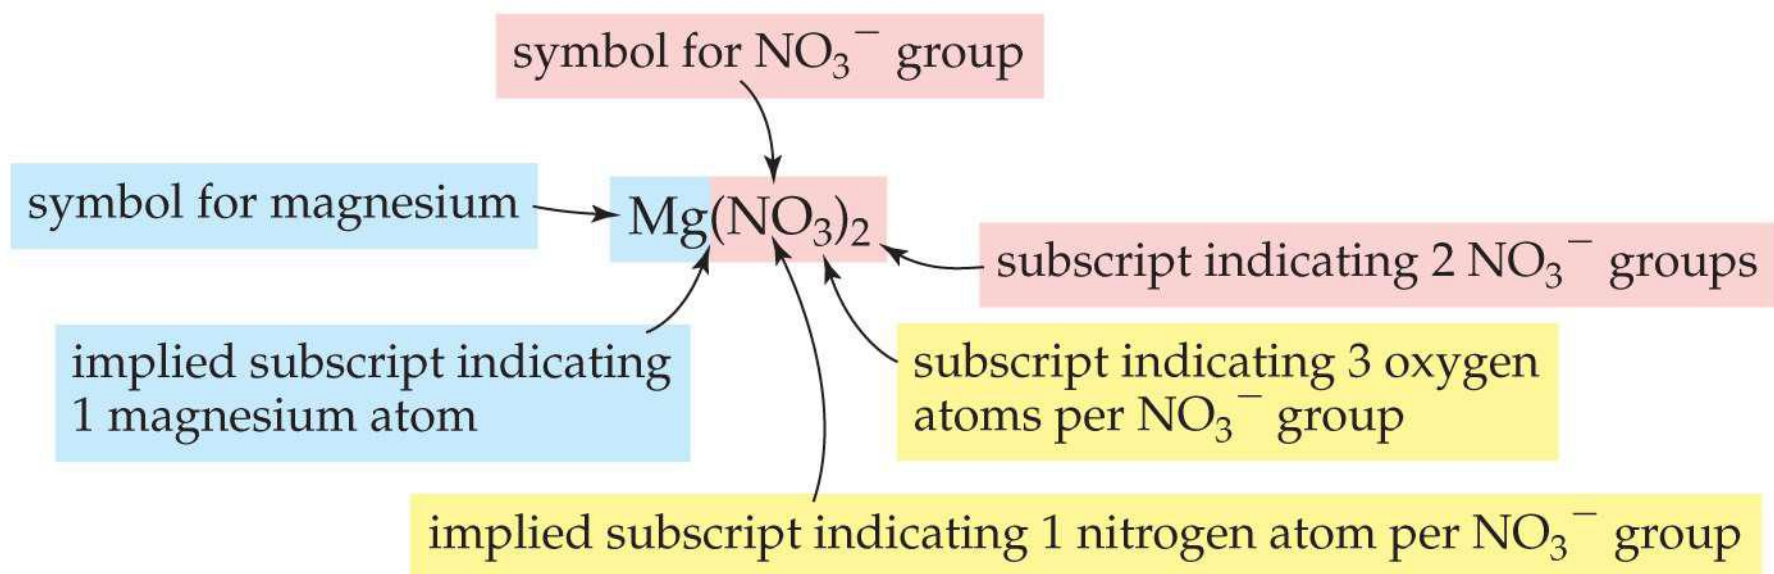 symbol for NO₃⁻ group
symbol for magnesium
Mg(NO₃)₂
subscript indicating 2 NO₃⁻ groups
implied subscript indicating
1 magnesium atom
subscript indicating 3 oxygen
atoms per NO₃⁻ group
implied subscript indicating 1 nitrogen atom per NO₃⁻ group